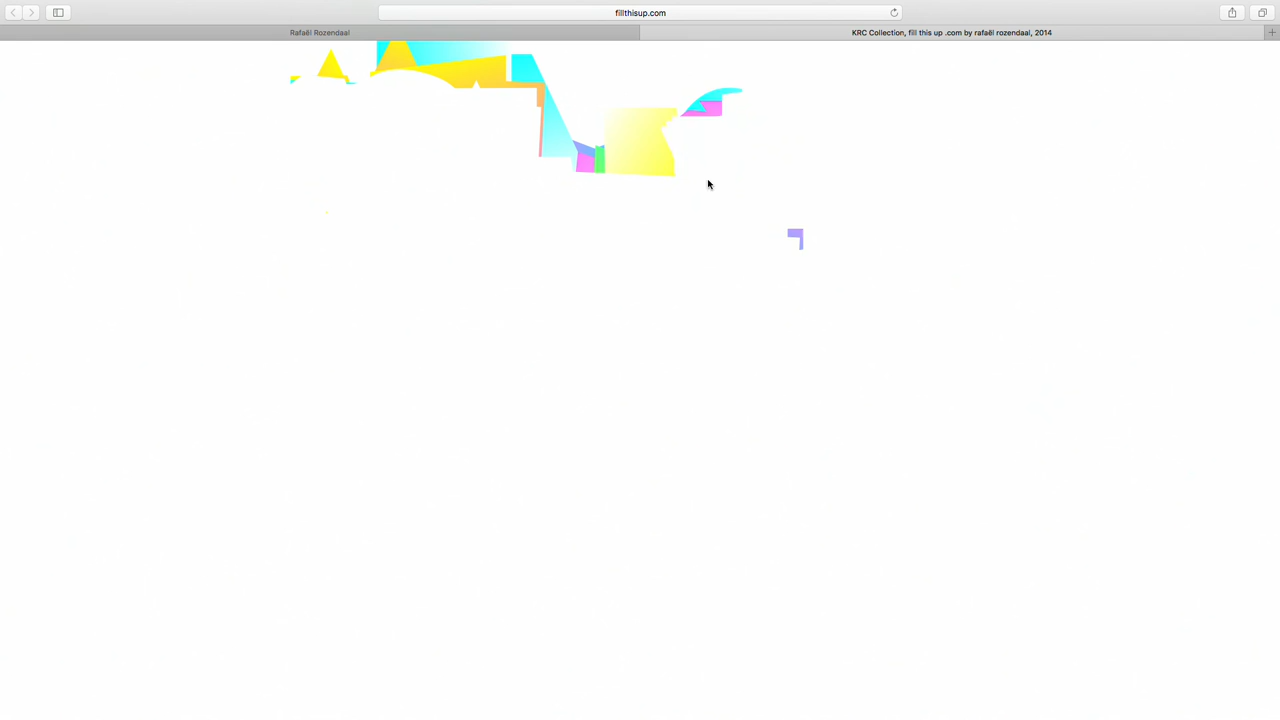 fillthisup.com
Rafaël Rozendaal
KRC Collection, fill this up .com by rafaël rozendaal, 2014